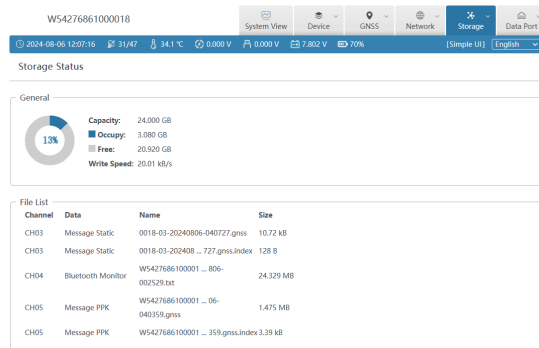 W54276861000018
System View
Device
GNSS
Network
Storage
Data Port
2024-08-06 12:07:16 31/47 34.1 ℃ 0.000 V 0.000 V 7.802 V 70% [Simple UI] English
Storage Status
General
13%
Capacity: 24.000 GB
Occupy: 3.080 GB
Free: 20.920 GB
Write Speed: 20.01 kB/s
File List
Channel Data Name Size
CH03 Message Static 0018-03-20240806-040727.gnss 10.72 kB
CH03 Message Static 0018-03-202408 ... 727.gnss.index 128 B
CH04 Bluetooth Monitor W5427686100001 ... 806-
002529.txt 24.329 MB
CH05 Message PPK W5427686100001 ... 06-
040359.gnss 1.475 MB
CH05 Message PPK W5427686100001 ... 359.gnss.index 3.39 kB